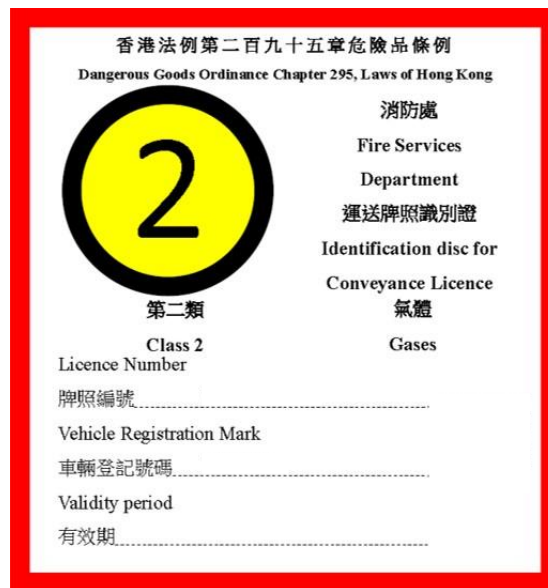 香港法例第二百九十五章危險品條例
Dangerous Goods Ordinance Chapter 295, Laws of Hong Kong
2
消防處
Fire Services
Department
運送牌照識別證
Identification disc for
Conveyance Licence
第二類
Class 2
氣體
Gases
Licence Number
牌照編號
Vehicle Registration Mark
車輛登記號碼
Validity period
有效期